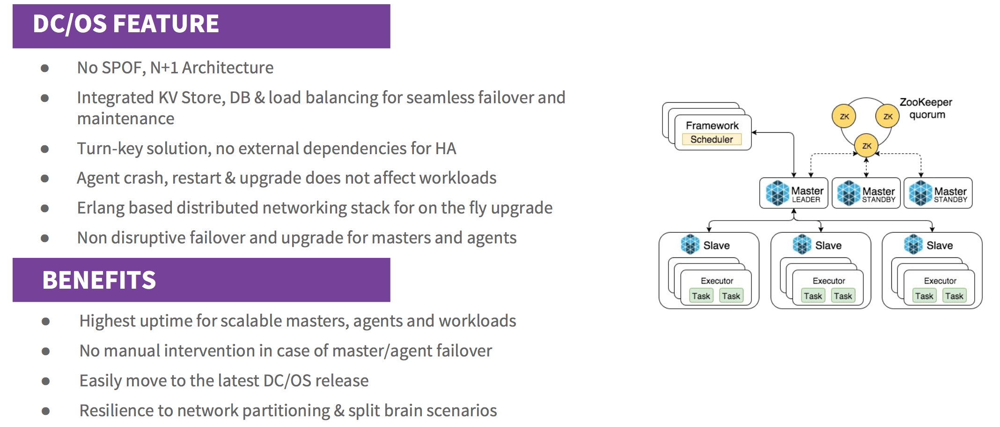 DC/OS FEATURE
● No SPOF, N+1 Architecture
● Integrated KV Store, DB & load balancing for seamless failover and
maintenance
● Turn-key solution, no external dependencies for HA
● Agent crash, restart & upgrade does not affect workloads
● Erlang based distributed networking stack for on the fly upgrade
● Non disruptive failover and upgrade for masters and agents
BENEFITS
● Highest uptime for scalable masters, agents and workloads
● No manual intervention in case of master/agent failover
● Easily move to the latest DC/OS release
● Resilience to network partitioning & split brain scenarios
Framework
Scheduler
ZK
ZK
ZK
ZooKeeper
quorum
Master
LEADER
Master
STANDBY
Master
STANDBY
Slave
Executor
Task Task
Slave
Executor
Task Task
Slave
Executor
Task Task